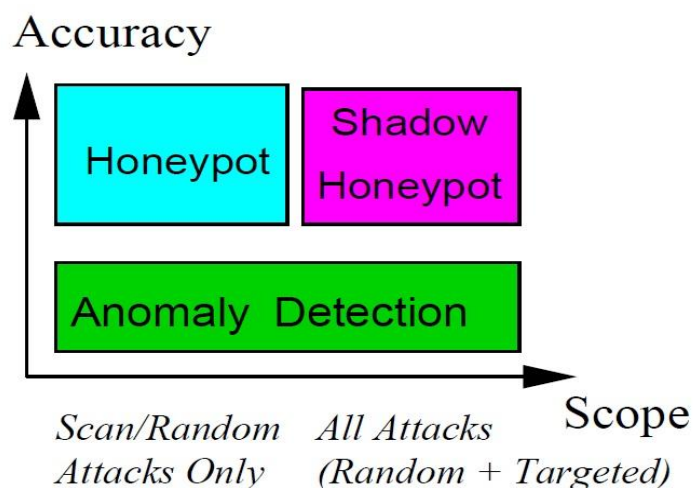 Accuracy
Honeypot
Shadow
Honeypot
Anomaly Detection
Scope
Scan/Random
Attacks Only
All Attacks
(Random + Targeted)